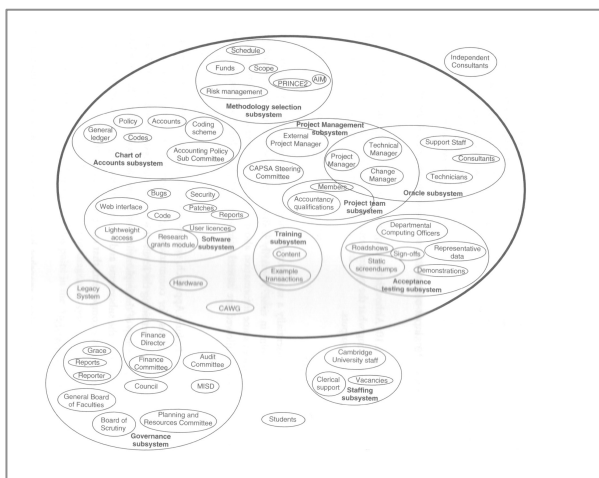 Schedule
Funds
Scope
PRINCE2
AIM
Risk management
Methodology selection
subsystem
Independent
Consultants
Policy
Accounts
Coding
scheme
General
ledger
Codes
Accounting Policy
Sub Committee
Chart of
Accounts subsystem
Project Management
subsystem
External
Project Manager
Technical
Manager
Project
Manager
CAPSA Steering
Committee
Change
Manager
Members
Accountancy
qualifications
Project team
subsystem
Support Staff
Consultants
Technicians
Oracle subsystem
Bugs
Security
Web interface
Patches
Code
Reports
User licences
Lightweight
access
Research
grants module
Software
subsystem
Training
subsystem
Content
Example
transactions
Departmental
Computing Officers
Roadshows
Sign-offs
Representative
data
Static
screendumps
Demonstrations
Acceptance
testing subsystem
Legacy
System
Hardware
CAWG
Finance
Director
Grace
Reports
Reporter
Finance
Committee
Audit
Committee
Council
MISD
General Board
of Faculties
Board of
Scrutiny
Planning and
Resources Committee
Governance
subsystem
Cambridge
University staff
Clerical
support
Vacancies
Staffing
subsystem
Students